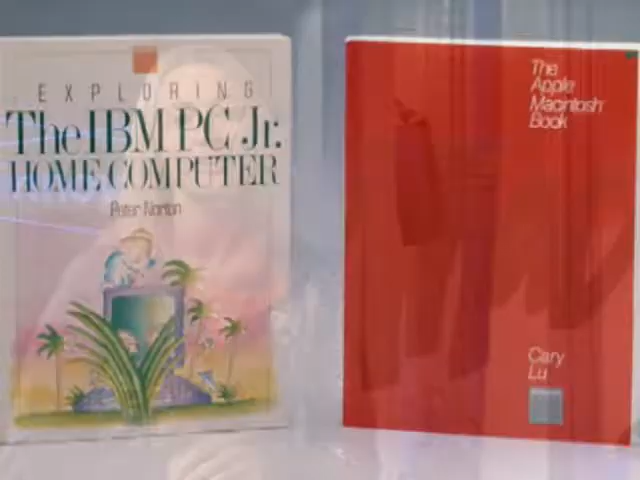 EXPLORING
The IBM PC Jr:
HOME COMPUTER
Peter Norton
The
Apple
Macintosh
Book
Cary
Lu